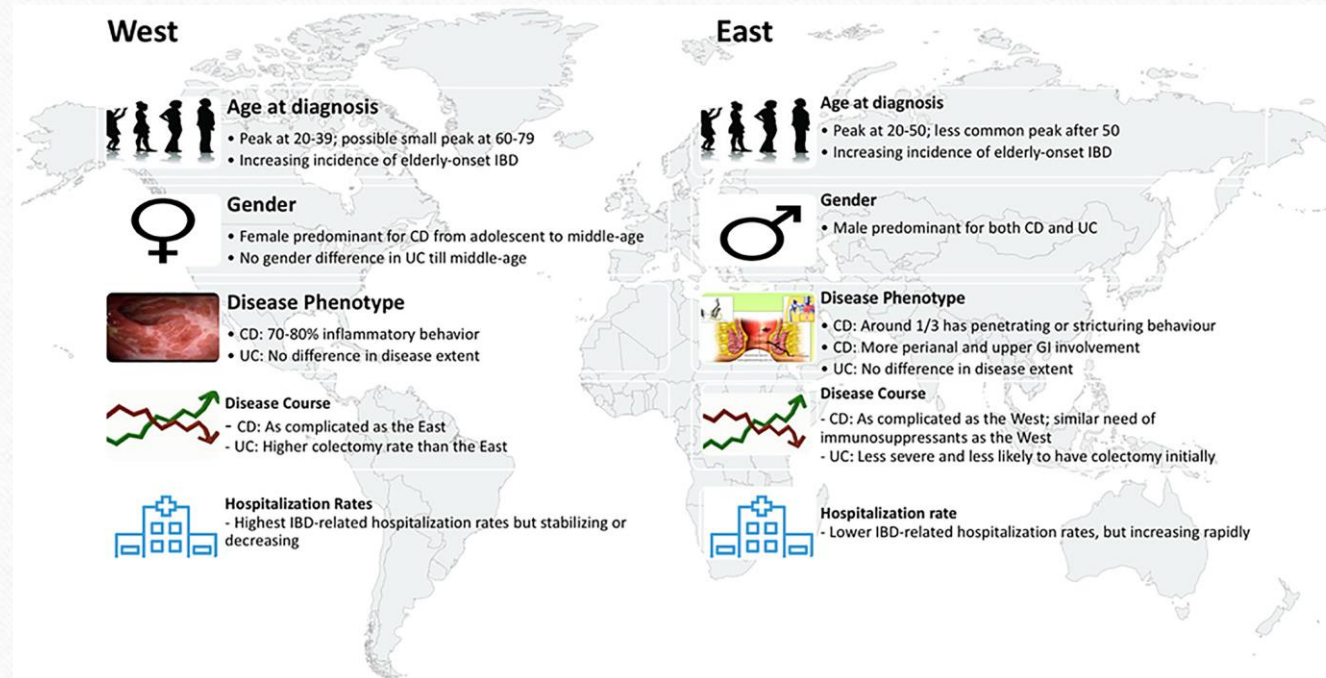 West
Age at diagnosis
• Peak at 20-39; possible small peak at 60-79
• Increasing incidence of elderly-onset IBD
Gender
• Female predominant for CD from adolescent to middle-age
• No gender difference in UC till middle-age
Disease Phenotype
• CD: 70-80% inflammatory behavior
• UC: No difference in disease extent
Disease Course
- CD: As complicated as the East
- UC: Higher colectomy rate than the East
Hospitalization Rates
- Highest IBD-related hospitalization rates but stabilizing or
decreasing
East
Age at diagnosis
• Peak at 20-50; less common peak after 50
• Increasing incidence of elderly-onset IBD
Gender
• Male predominant for both CD and UC
Disease Phenotype
• CD: Around 1/3 has penetrating or stricturing behaviour
• CD: More perianal and upper GI involvement
• UC: No difference in disease extent
Disease Course
- CD: As complicated as the West; similar need of
immunosuppressants as the West
- UC: Less severe and less likely to have colectomy initially
Hospitalization rate
- Lower IBD-related hospitalization rates, but increasing rapidly